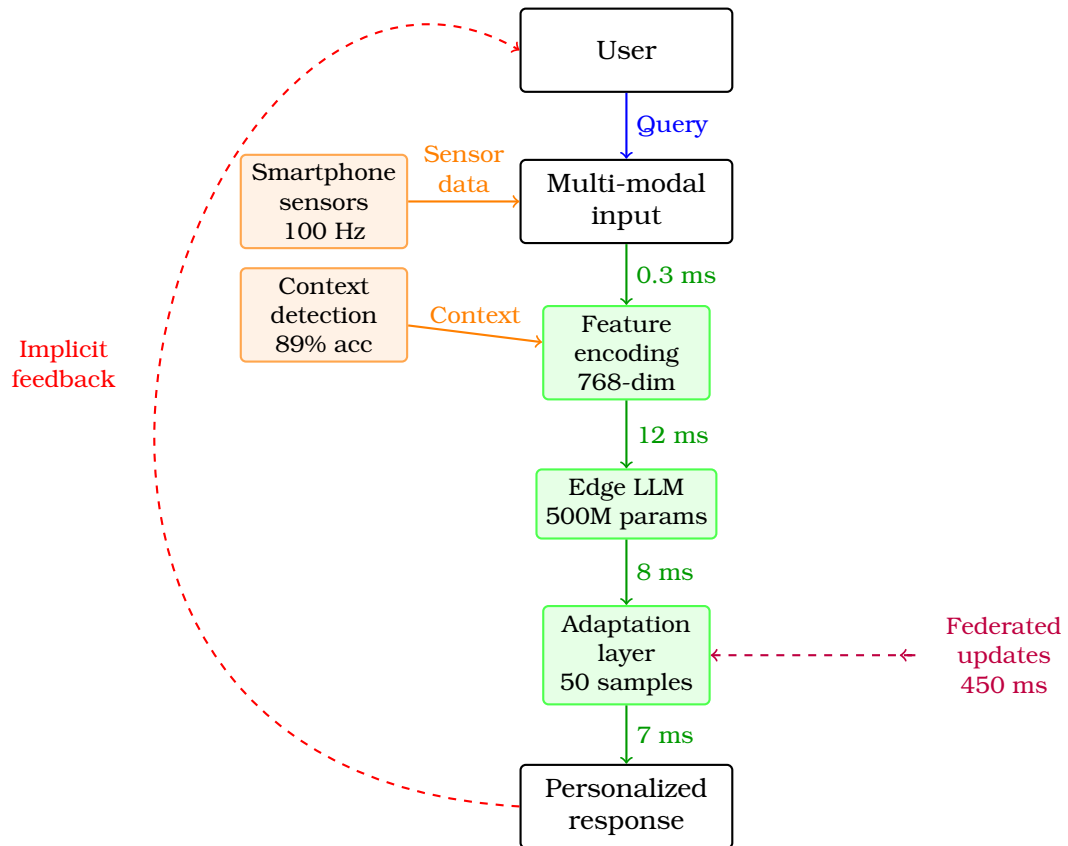 User
Query
Smartphone
sensors
100 Hz
Sensor
data
Multi-modal
input
0.3 ms
Context
detection
89% acc
Context
Feature
encoding
768-dim
Implicit
feedback
12 ms
Edge LLM
500M params
8 ms
Adaptation
layer
50 samples
Federated
updates
450 ms
7 ms
Personalized
response